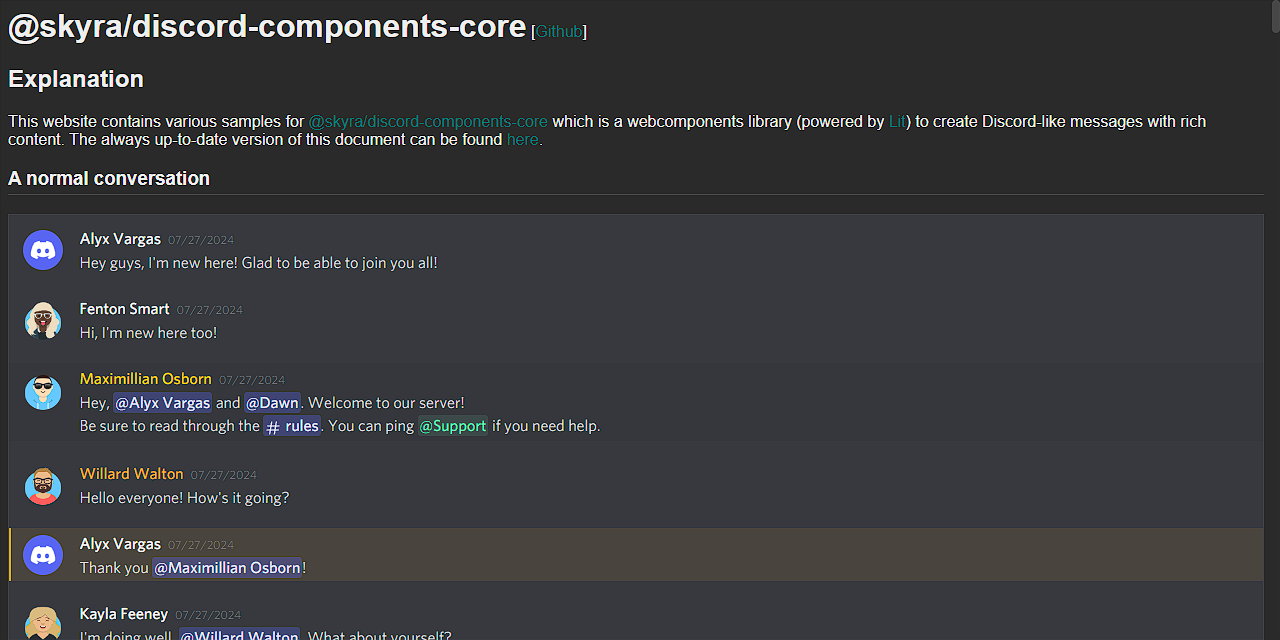 @skyra/discord-components-core [Github]
Explanation
This website contains various samples for @skyra/discord-components-core which is a webcomponents library (powered by Lit) to create Discord-like messages with rich
content. The always up-to-date version of this document can be found here.
A normal conversation
Alyx Vargas 07/27/2024
Hey guys, I'm new here! Glad to be able to join you all!
Fenton Smart 07/27/2024
Hi, I'm new here too!
Maximillian Osborn 07/27/2024
Hey, @Alyx Vargas and @Dawn. Welcome to our server!
Be sure to read through the # rules. You can ping @Support if you need help.
Willard Walton 07/27/2024
Hello everyone! How's it going?
Alyx Vargas 07/27/2024
Thank you @Maximillian Osborn!
Kayla Feeney 07/27/2024
I'm doing well, @Willard Walton. What about yourself?